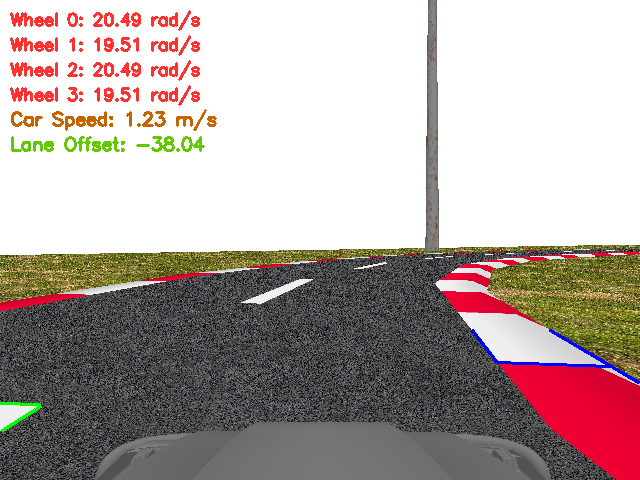 Wheel 0: 20.49 rad/s
Wheel 1: 19.51 rad/s
Wheel 2: 20.49 rad/s
Wheel 3: 19.51 rad/s
Car Speed: 1.23 m/s
Lane Offset: -38.04